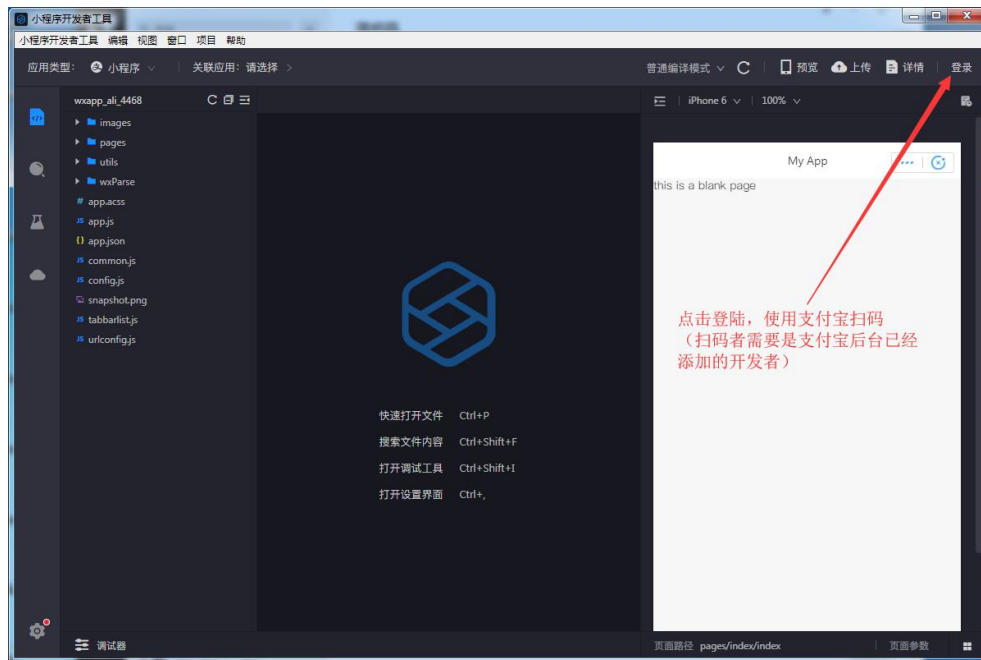 小程序开发者工具
小程序开发者工具 编辑 视图 窗口 项目 帮助
应用类型： 小程序 关联应用：请选择 >
普通编译模式 预览 上传 详情 登录
wxapp_ali_4468
iPhone 6 100%
images
pages
utils
wxParse
# app.acss
JS app.js
{} app.json
JS common.js
JS config.js
snapshot.png
JS tabbarlist.js
JS urlconfig.js
My App
this is a blank page
点击登陆，使用支付宝扫码
（扫码者需要是支付宝后台已经
添加的开发者）
快速打开文件 Ctrl+P
搜索文件内容 Ctrl+Shift+F
打开调试工具 Ctrl+Shift+I
打开设置界面 Ctrl+,
调试器
页面路径 pages/index/index 页面参数